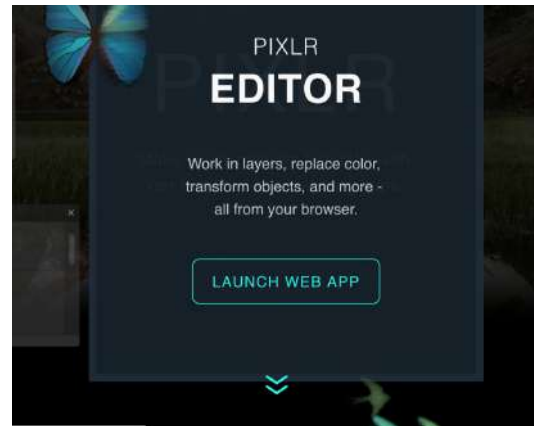 PIXLR
EDITOR
Work in layers, replace color,
transform objects, and more -
all from your browser.
LAUNCH WEB APP